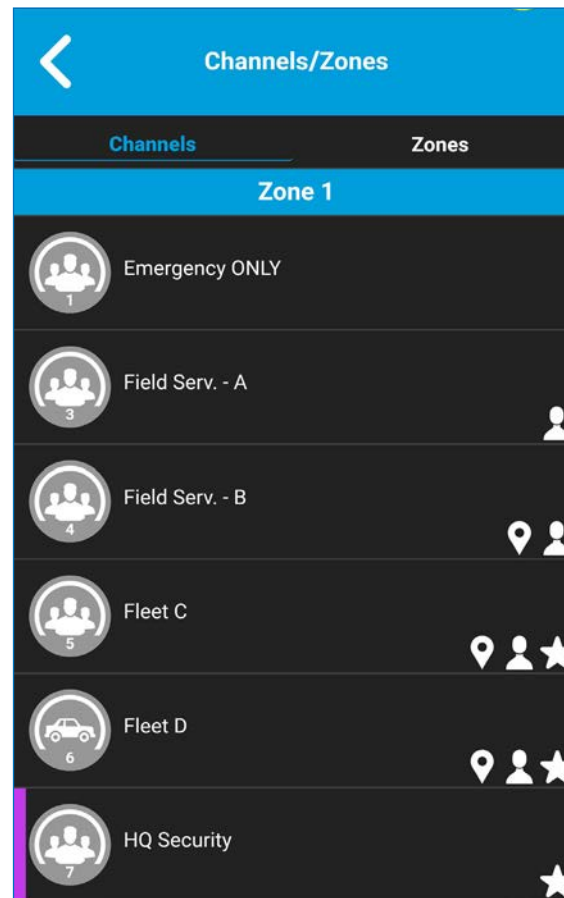 Channels/Zones
Channels Zones
Zone 1
Emergency ONLY
1
Field Serv. - A
3
Field Serv. - B
4
Fleet C
5
Fleet D
6
HQ Security
7